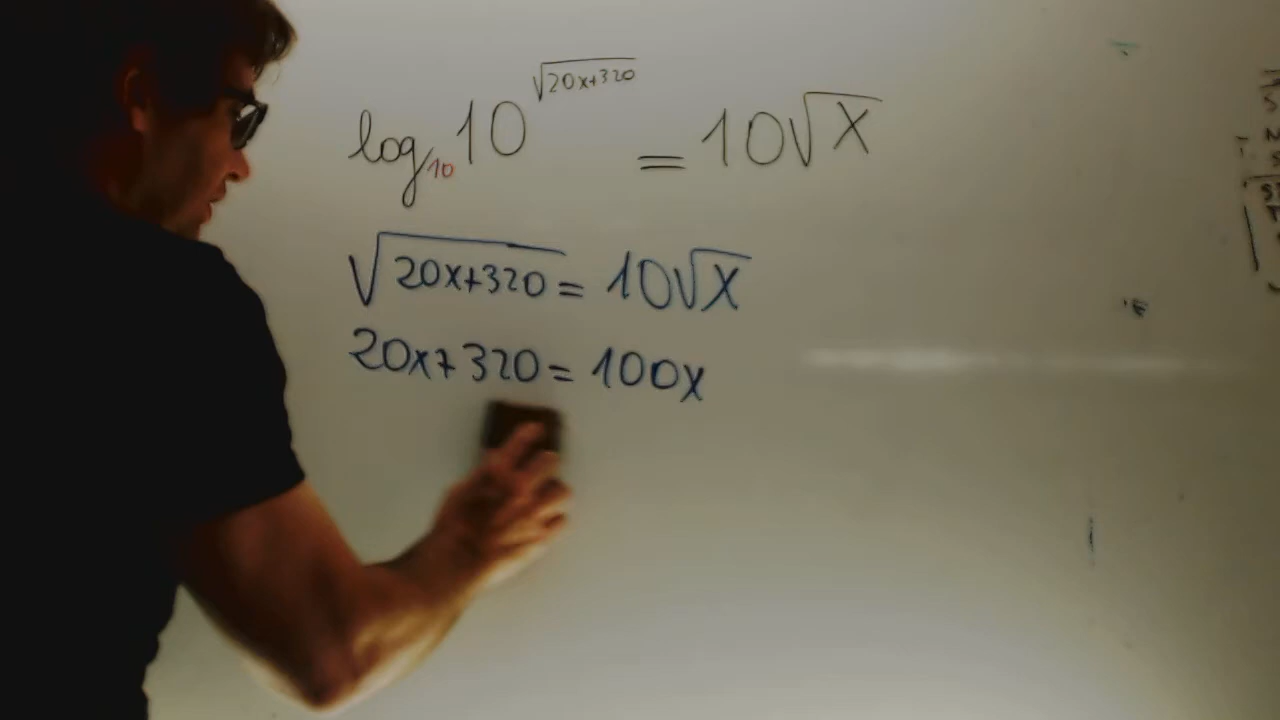 log₁₀ 10^√(20x+320) = 10√x
√(20x+320) = 10√x
20x+320 = 100x